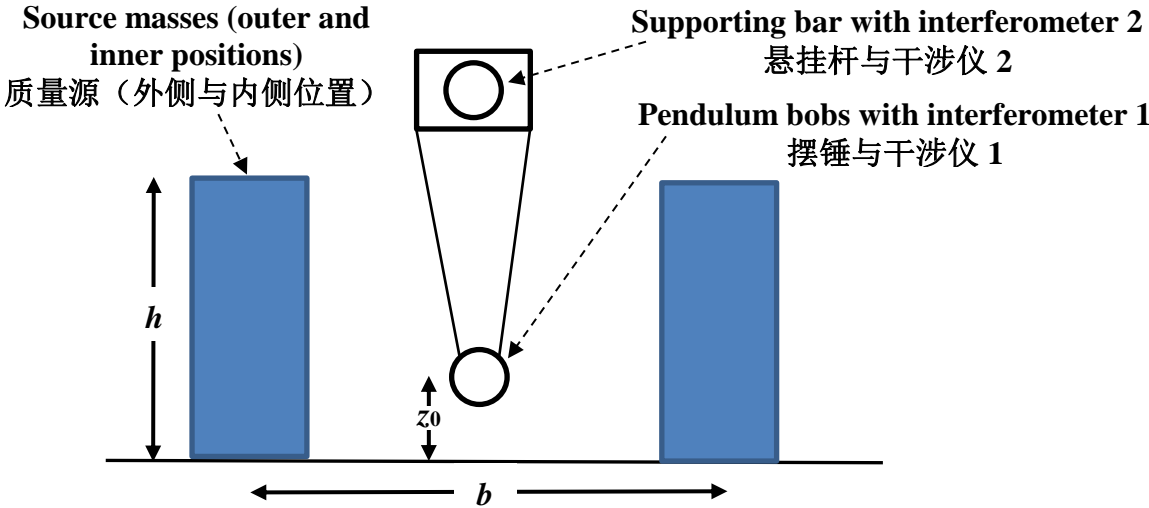 Source masses (outer and
inner positions)
质量源（外侧与内侧位置）
Supporting bar with interferometer 2
悬挂杆与干涉仪 2
Pendulum bobs with interferometer 1
摆锤与干涉仪 1
h
z0
b